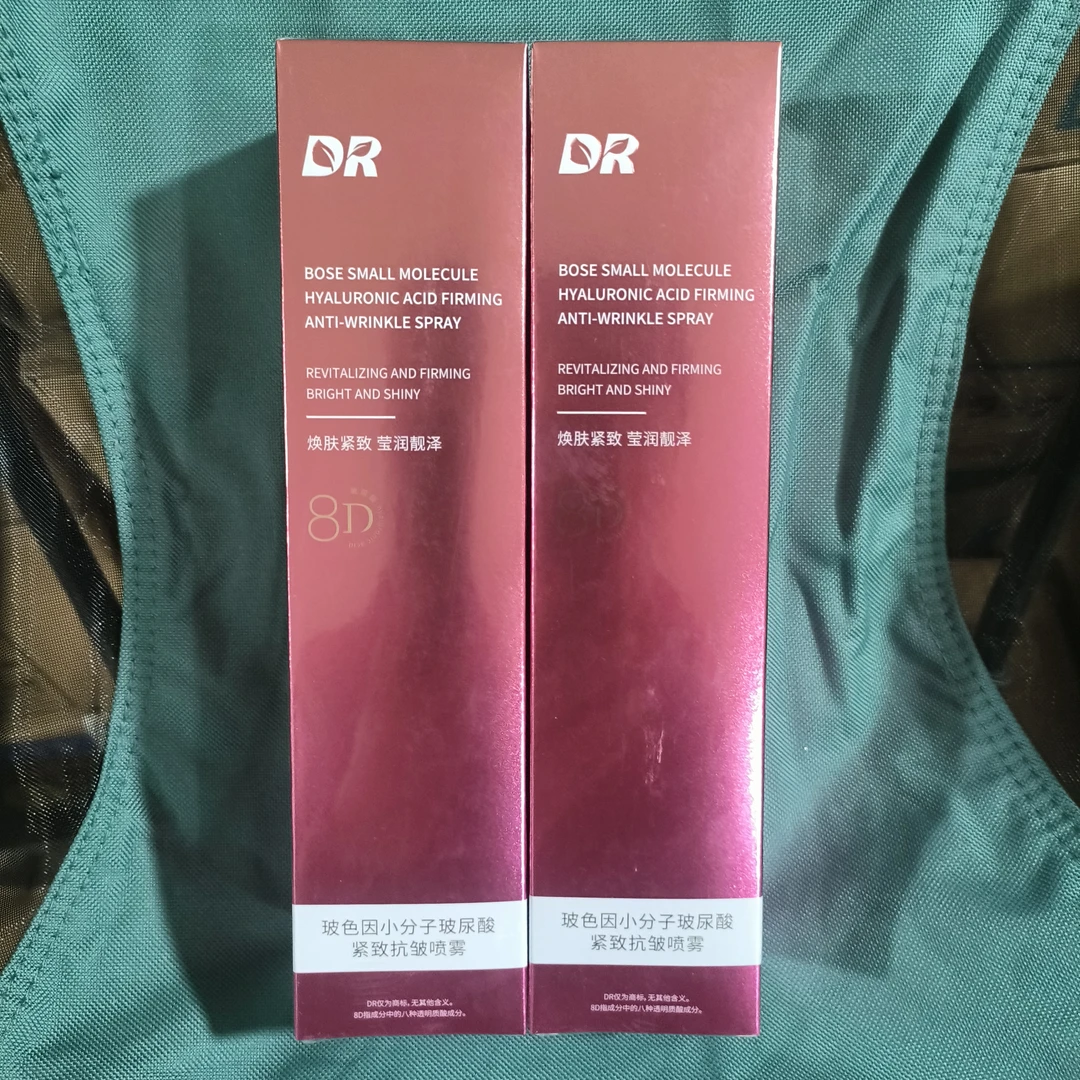 DR
BOSE SMALL MOLECULE
HYALURONIC ACID FIRMING
ANTI-WRINKLE SPRAY
REVITALIZING AND FIRMING
BRIGHT AND SHINY
焕肤紧致 莹润靓泽
8D
玻色因小分子玻尿酸
紧致抗皱喷雾
DR仅为商标,无其他含义。
8D指成分中的八种透明质酸成分。
DR
BOSE SMALL MOLECULE
HYALURONIC ACID FIRMING
ANTI-WRINKLE SPRAY
REVITALIZING AND FIRMING
BRIGHT AND SHINY
焕肤紧致 莹润靓泽
8D
玻色因小分子玻尿酸
紧致抗皱喷雾
DR仅为商标,无其他含义。
8D指成分中的八种透明质酸成分。